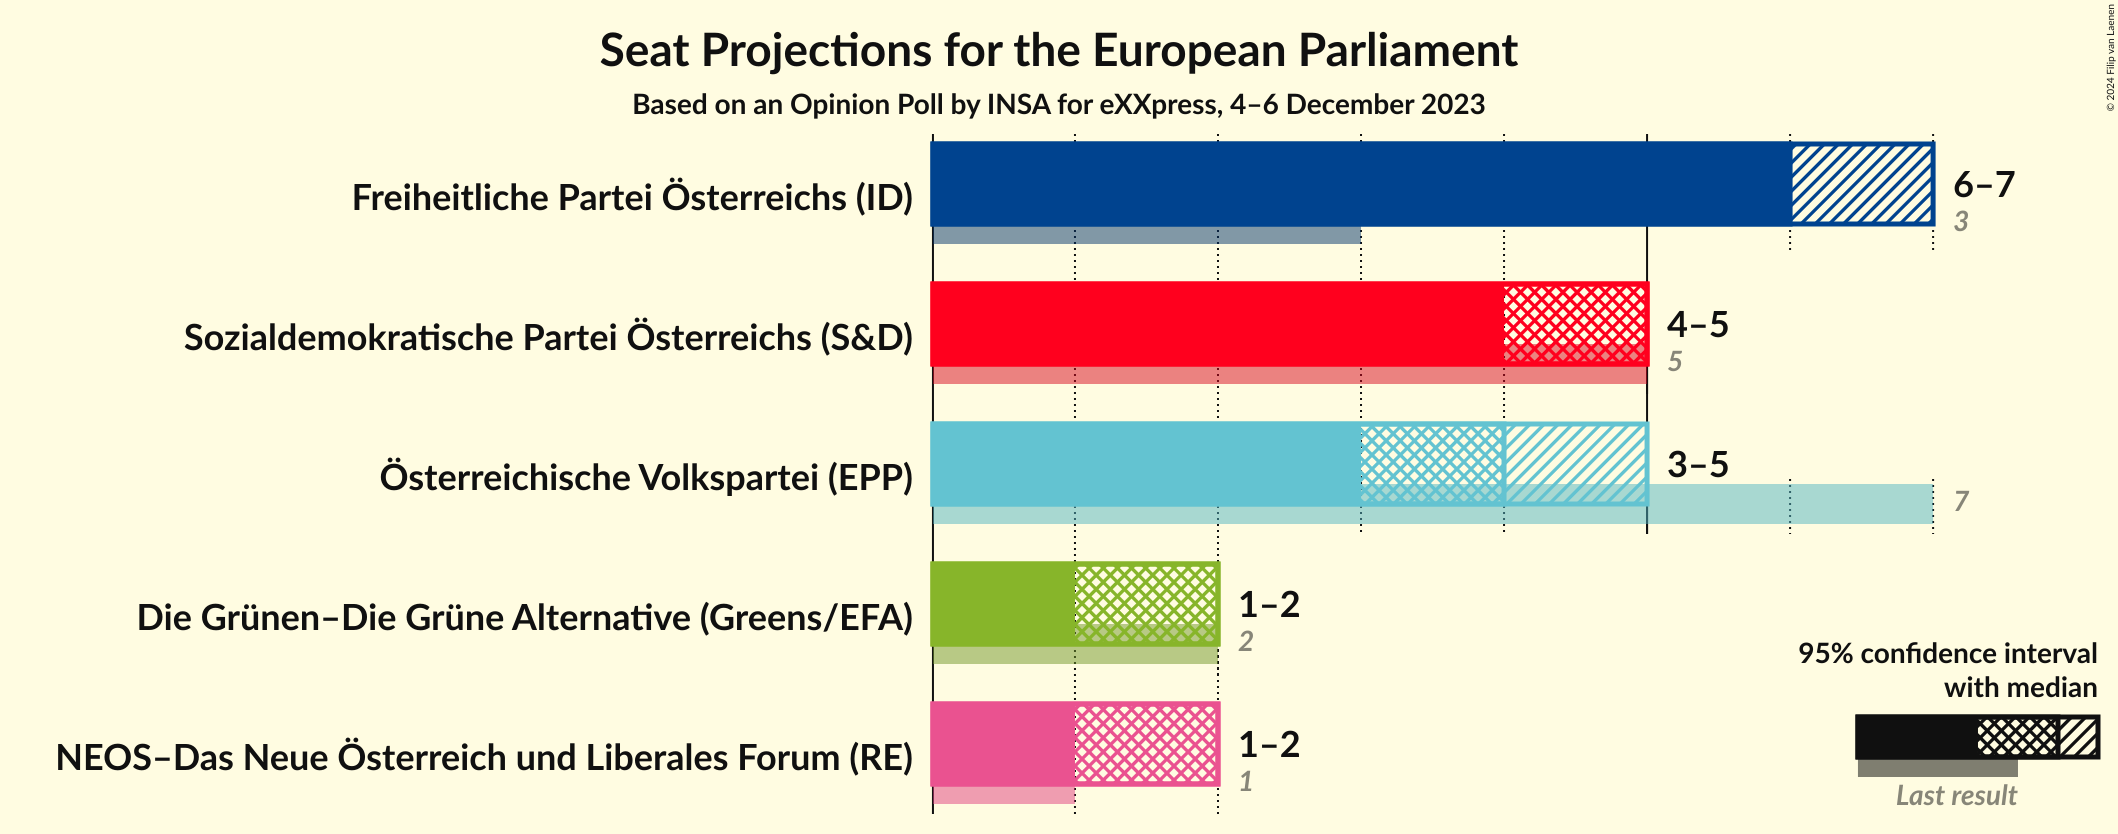 Seat Projections for the European Parliament
Based on an Opinion Poll by INSA for eXXpress, 4–6 December 2023
© 2024 Filip van Laenen
Freiheitliche Partei Österreichs (ID)
6–7
3
Sozialdemokratische Partei Österreichs (S&D)
4–5
5
Österreichische Volkspartei (EPP)
3–5
7
Die Grünen–Die Grüne Alternative (Greens/EFA)
1–2
2
NEOS–Das Neue Österreich und Liberales Forum (RE)
1–2
1
95% confidence interval
with median
Last result